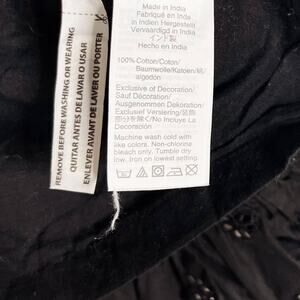 REMOVE BEFORE WASHING OR WEARING
QUITAR ANTES DE LAVAR O USAR
ENLEVER AVANT DE LAVER OU PORTER
Made in India
Fabriqué en Inde
In Indien Hergestellt
Vervaardigd in India
インド製
Hecho en India
100% Cotton/Coton/
Baumwolle/Katoen/綿/
algodón
Exclusive of Decoration/
Sauf Décoration/
Ausgenommen Dekoration/
Exclusief Versiering/装飾
部分を除く/No Incluye La
Decoración
Machine wash cold with
like colors. Non-chlorine
bleach only. Tumble dry
low. Iron on lowest setting